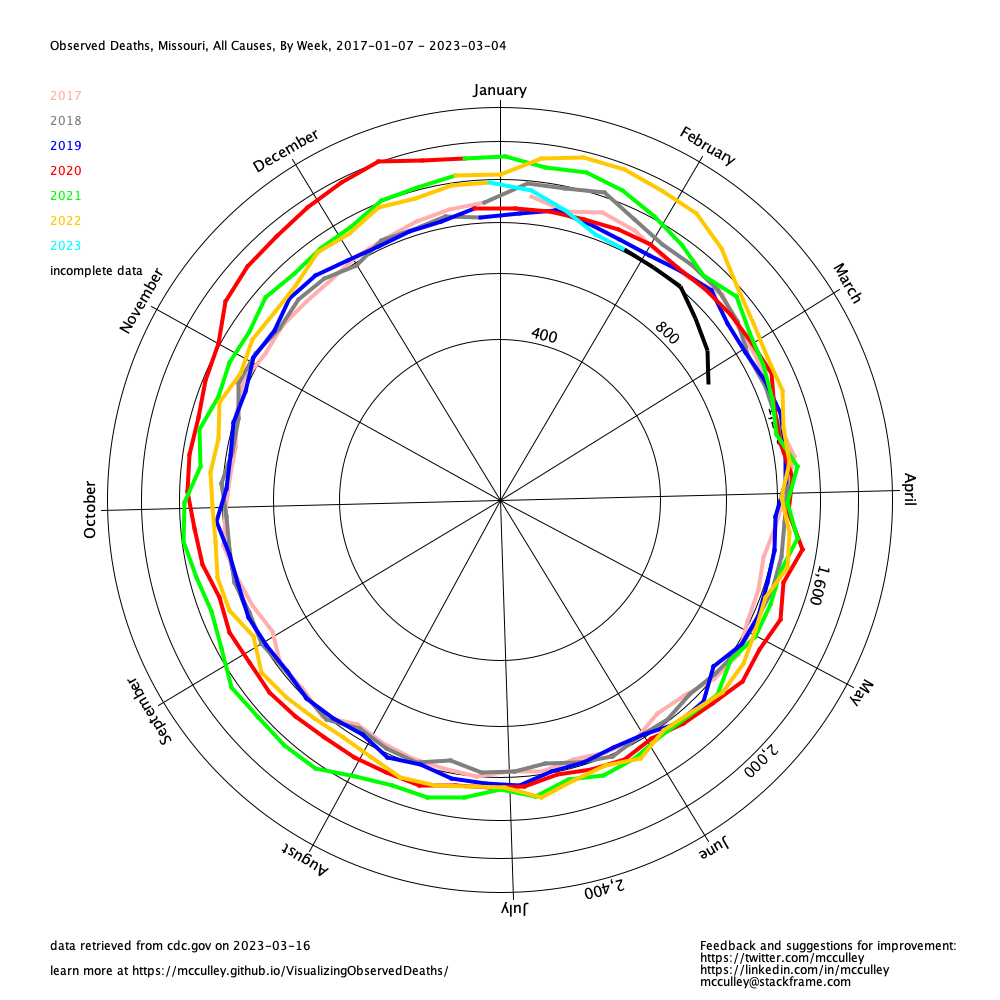 Observed Deaths, Missouri, All Causes, By Week, 2017-01-07 - 2023-03-04
January
2017
2018
2019
2020
2021
2022
2023
incomplete data
December
February
November
March
400
800
October
April
1,600
September
May
2,000
August
June
2,400
July
data retrieved from cdc.gov on 2023-03-16
learn more at https://mcculley.github.io/VisualizingObservedDeaths/
Feedback and suggestions for improvement:
https://twitter.com/mcculley
https://linkedin.com/in/mcculley
mcculley@stackframe.com